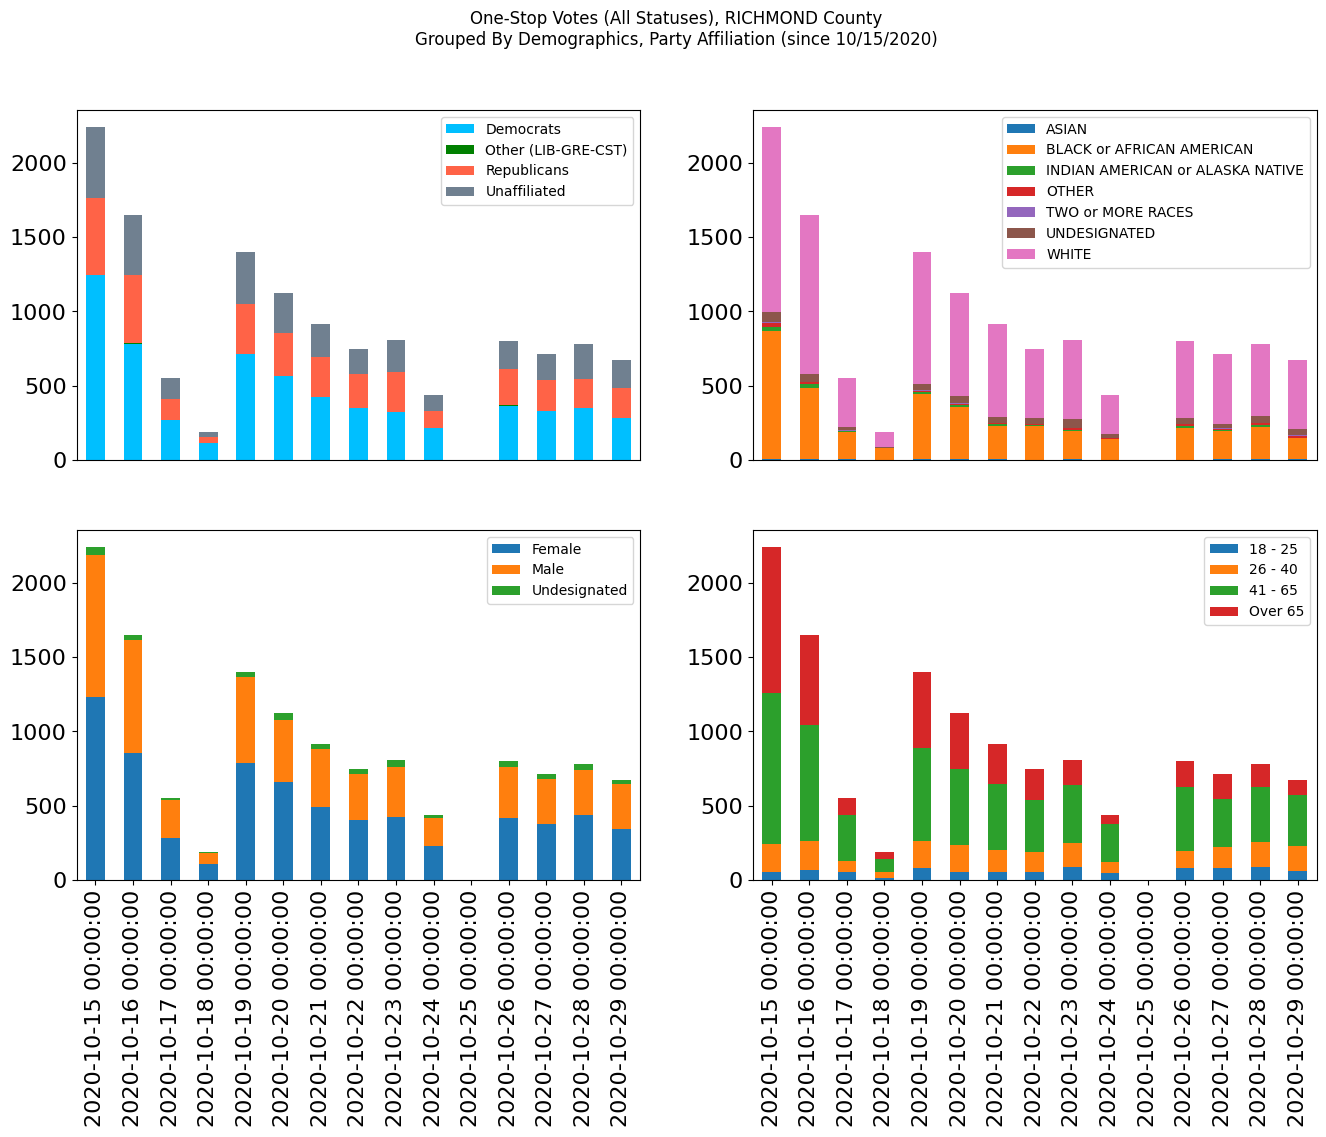 One-Stop Votes (All Statuses), RICHMOND County
Grouped By Demographics, Party Affiliation (since 10/15/2020)
2000
1500
1000
500
0
Democrats
Other (LIB-GRE-CST)
Republicans
Unaffiliated
2000
1500
1000
500
0
ASIAN
BLACK or AFRICAN AMERICAN
INDIAN AMERICAN or ALASKA NATIVE
OTHER
TWO or MORE RACES
UNDESIGNATED
WHITE
2000
1500
1000
500
0
Female
Male
Undesignated
2020-10-15 00:00:00
2020-10-16 00:00:00
2020-10-17 00:00:00
2020-10-18 00:00:00
2020-10-19 00:00:00
2020-10-20 00:00:00
2020-10-21 00:00:00
2020-10-22 00:00:00
2020-10-23 00:00:00
2020-10-24 00:00:00
2020-10-25 00:00:00
2020-10-26 00:00:00
2020-10-27 00:00:00
2020-10-28 00:00:00
2020-10-29 00:00:00
2000
1500
1000
500
0
18 - 25
26 - 40
41 - 65
Over 65
2020-10-15 00:00:00
2020-10-16 00:00:00
2020-10-17 00:00:00
2020-10-18 00:00:00
2020-10-19 00:00:00
2020-10-20 00:00:00
2020-10-21 00:00:00
2020-10-22 00:00:00
2020-10-23 00:00:00
2020-10-24 00:00:00
2020-10-25 00:00:00
2020-10-26 00:00:00
2020-10-27 00:00:00
2020-10-28 00:00:00
2020-10-29 00:00:00